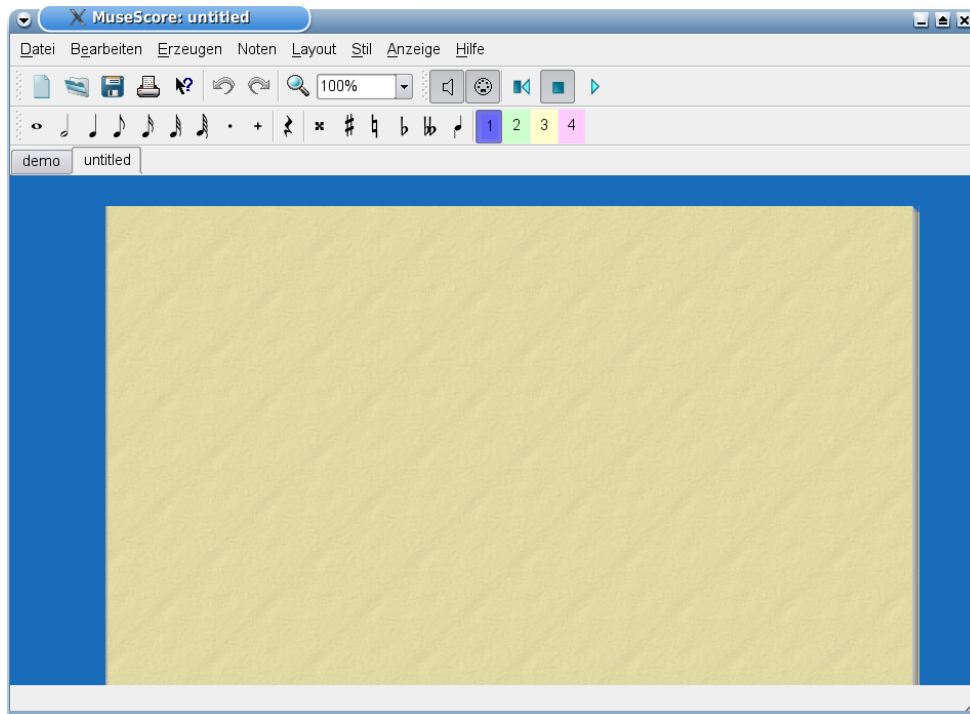 MuseScore: untitled
Datei Bearbeiten Erzeugen Noten Layout Stil Anzeige Hilfe
100%
1 2 3 4
demo untitled